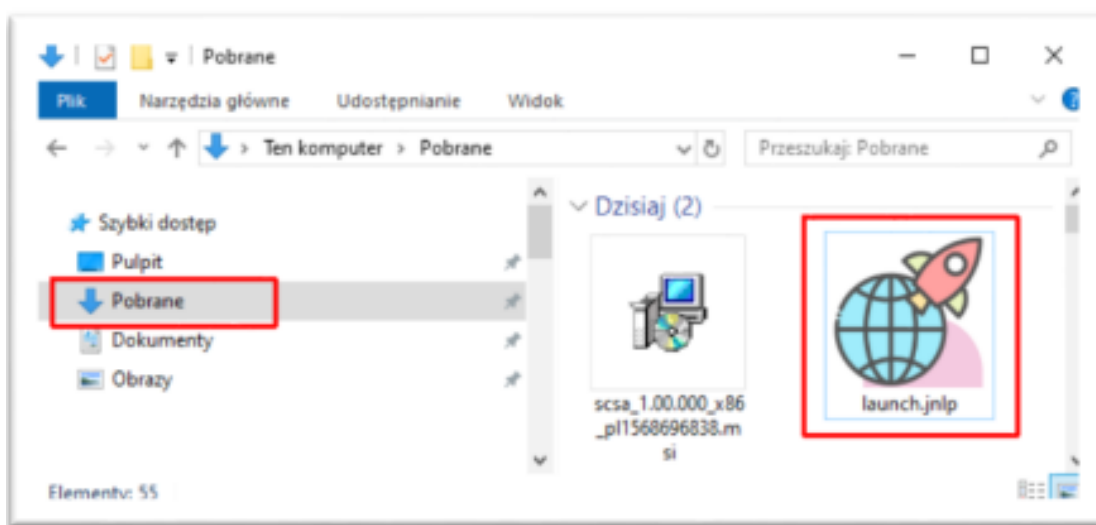 Pobrane
Plik Narzędzia główne Udostępnianie Widok
Ten komputer › Pobrane
Przeszukaj: Pobrane
Szybki dostęp
Pulpit
Pobrane
Dokumenty
Obrazy
Dzisiaj (2)
scsa_1.00.000_x86
_pl1568696838.m
si
launch.jnlp
Elementy: 55